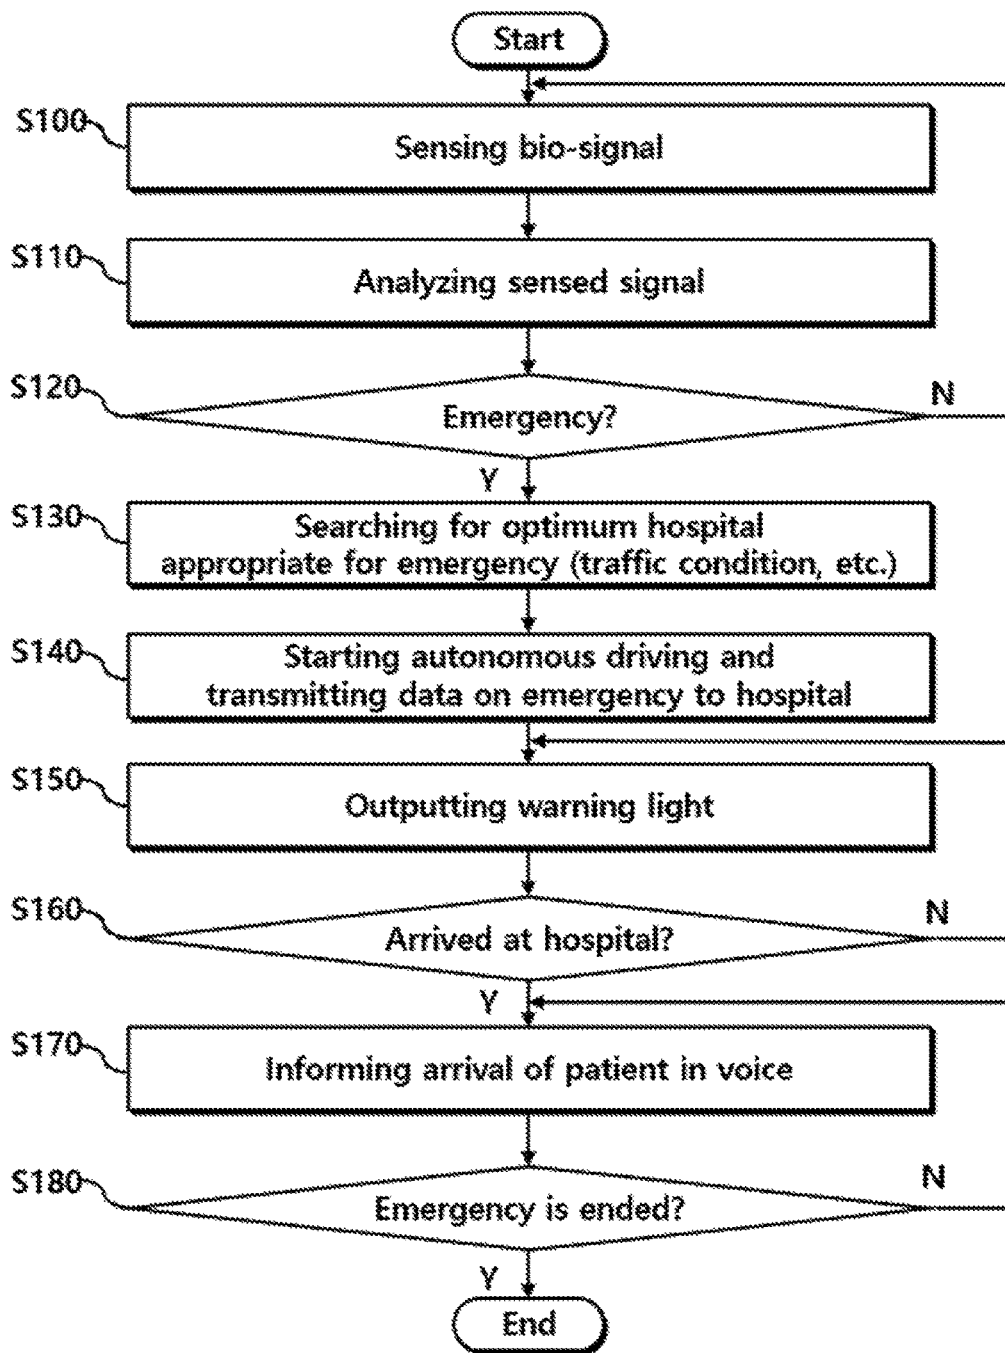 Start
S100
Sensing bio-signal
S110
Analyzing sensed signal
S120
Emergency?
N
Y
S130
Searching for optimum hospital
appropriate for emergency (traffic condition, etc.)
S140
Starting autonomous driving and
transmitting data on emergency to hospital
S150
Outputting warning light
S160
Arrived at hospital?
N
Y
S170
Informing arrival of patient in voice
S180
Emergency is ended?
N
Y
End